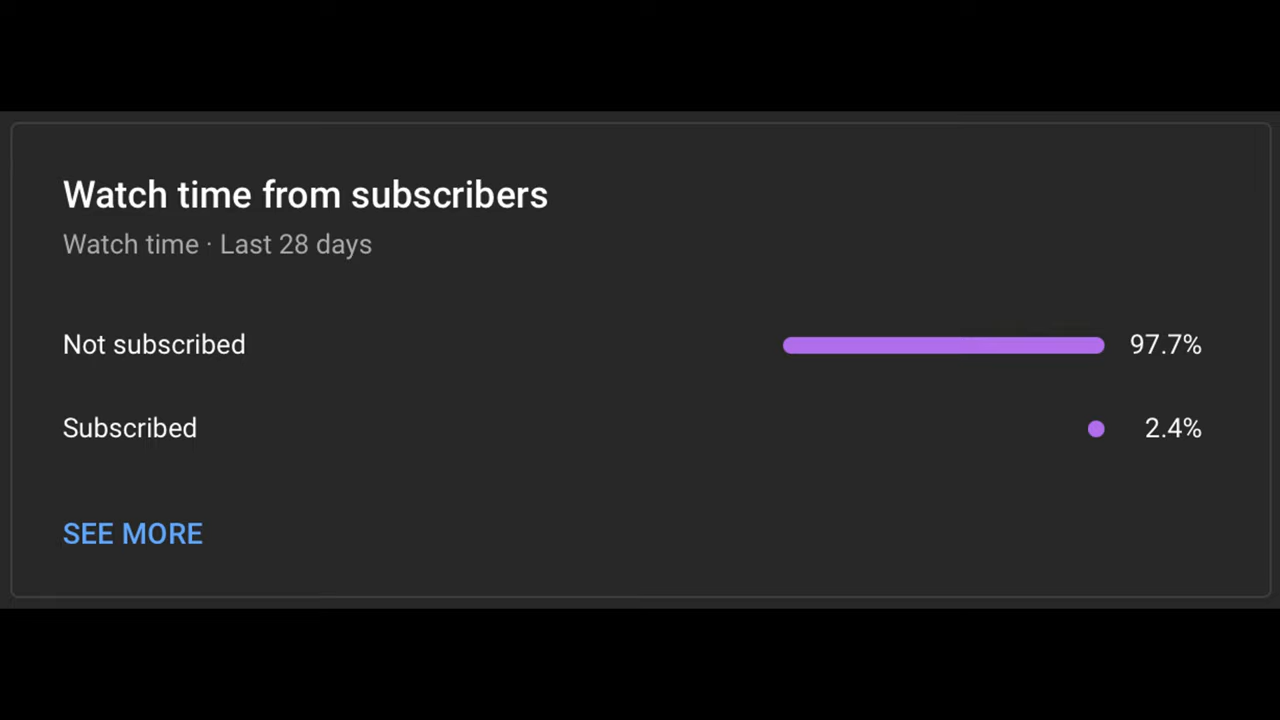 Watch time from subscribers
Watch time · Last 28 days
Not subscribed 97.7%
Subscribed 2.4%
SEE MORE